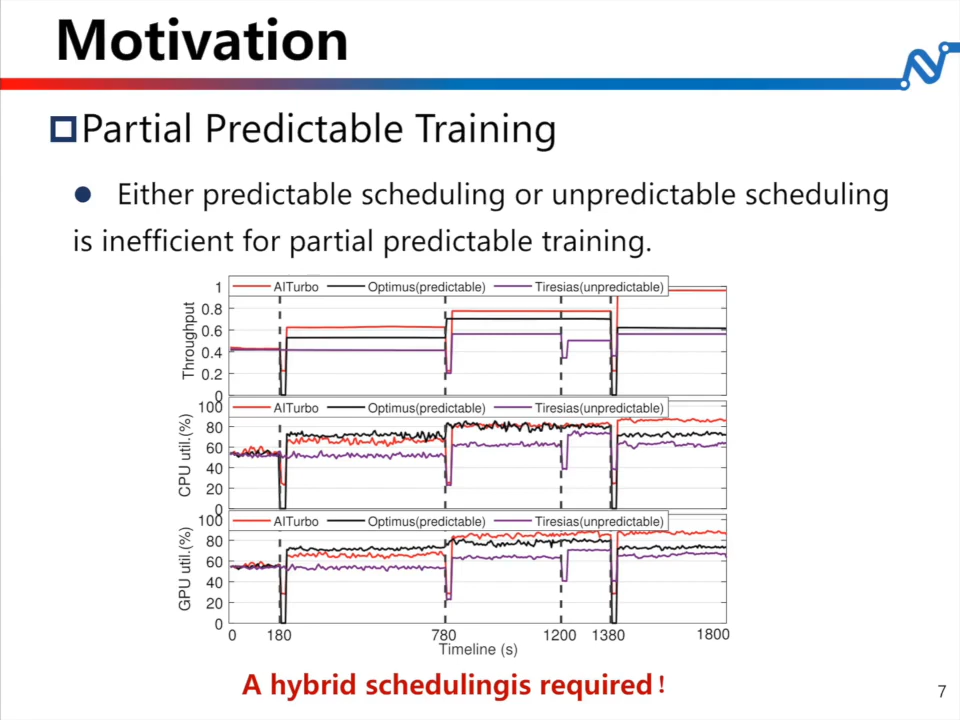 Motivation
Partial Predictable Training
Either predictable scheduling or unpredictable scheduling
is inefficient for partial predictable training.
AITurbo Optimus(predictable) Tiresias(unpredictable)
Throughput
1
0.8
0.6
0.4
0.2
0
AITurbo Optimus(predictable) Tiresias(unpredictable)
CPU util.(%)
100
80
60
40
20
0
AITurbo Optimus(predictable) Tiresias(unpredictable)
GPU util.(%)
100
80
60
40
20
0
0 180 780 1200 1380 1800
Timeline (s)
A hybrid schedulingis required!
7